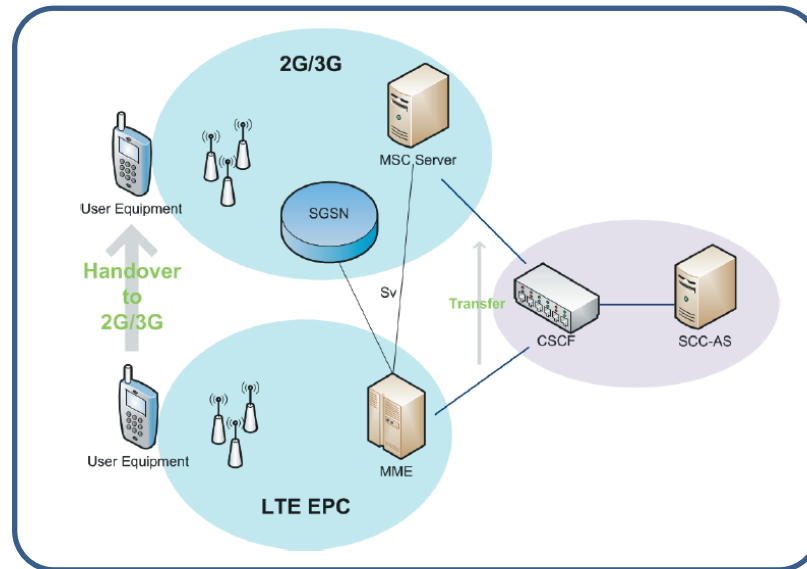 2G/3G
MSC Server
User Equipment
SGSN
Handover
to
2G/3G
Sv
Transfer
CSCF
SCC-AS
User Equipment
MME
LTE EPC